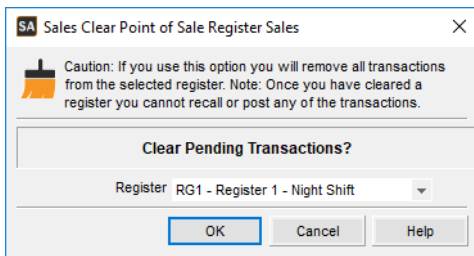 SA Sales Clear Point of Sale Register Sales
Caution: If you use this option you will remove all transactions
from the selected register. Note: Once you have cleared a
register you cannot recall or post any of the transactions.
Clear Pending Transactions?
Register RG1 - Register 1 - Night Shift
OK Cancel Help